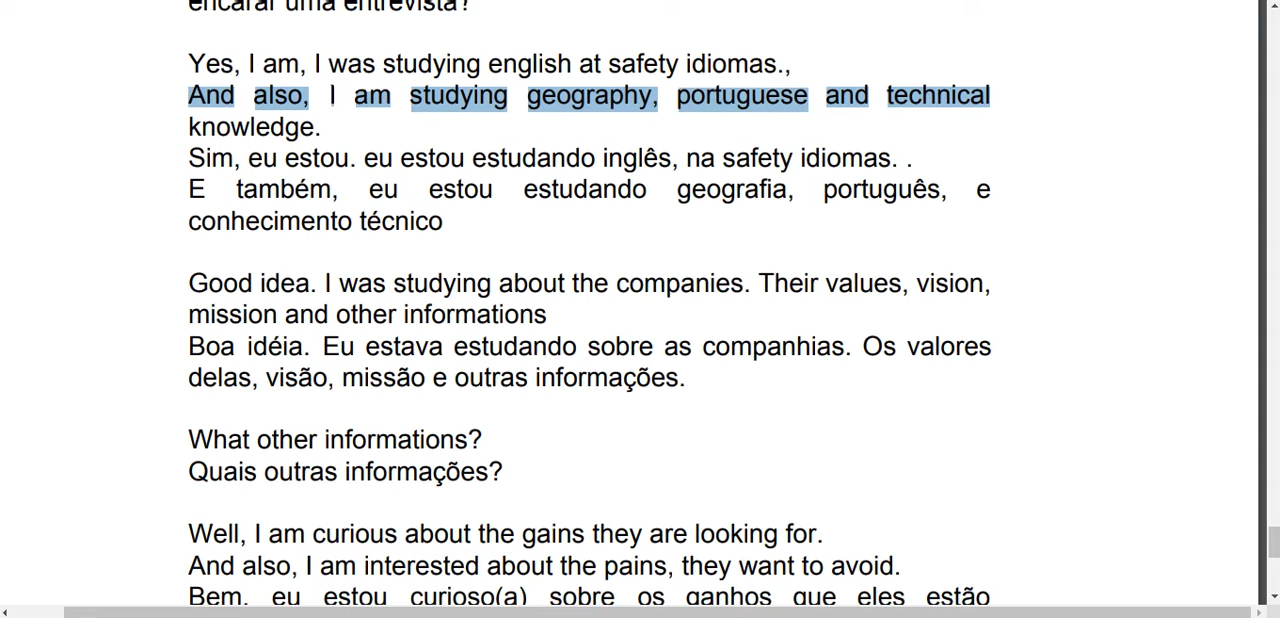 encarar uma entrevista?
Yes, I am, I was studying english at safety idiomas.,
And also, I am studying geography, portuguese and technical
knowledge.
Sim, eu estou. eu estou estudando inglês, na safety idiomas. .
E também, eu estou estudando geografia, português, e
conhecimento técnico
Good idea. I was studying about the companies. Their values, vision,
mission and other informations
Boa idéia. Eu estava estudando sobre as companhias. Os valores
delas, visão, missão e outras informações.
What other informations?
Quais outras informações?
Well, I am curious about the gains they are looking for.
And also, I am interested about the pains, they want to avoid.
Bem, eu estou curioso(a) sobre os ganhos que eles estão